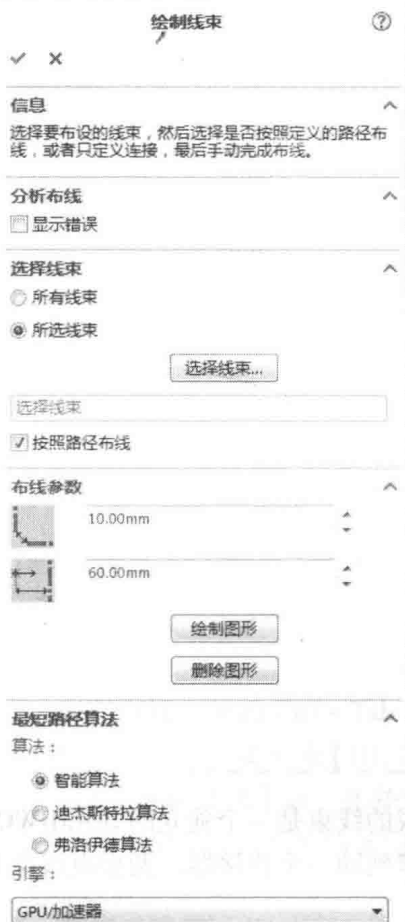 绘制线束
信息
选择要布设的线束，然后选择是否按照定义的路径布
线，或者只定义连接，最后手动完成布线。
分析布线
显示错误
选择线束
所有线束
所选线束
选择线束...
选择线束
按照路径布线
布线参数
10.00mm
60.00mm
绘制图形
删除图形
最短路径算法
算法：
智能算法
迪杰斯特拉算法
弗洛伊德算法
引擎：
GPU/加速器